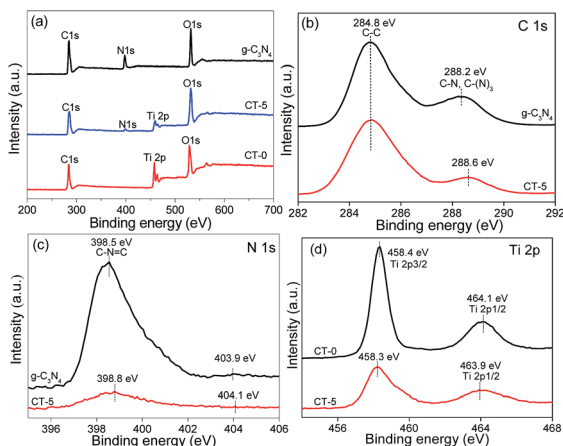 (a)
C1s
N1s
O1s
g-C₃N₄
C1s
N1s
Ti 2p
O1s
CT-5
C1s
Ti 2p
O1s
CT-0
Intensity (a.u.)
200 300 400 500 600 700
Binding energy (eV)
(b)
C 1s
284.8 eV
C-C
288.2 eV
C-N, C-(N)₃
g-C₃N₄
288.6 eV
CT-5
Intensity (a.u.)
282 284 286 288 290 292
Binding energy (eV)
(c)
N 1s
398.5 eV
C-N=C
g-C₃N₄
403.9 eV
398.8 eV
CT-5
404.1 eV
Intensity (a.u.)
396 398 400 402 404 406
Binding energy (eV)
(d)
Ti 2p
458.4 eV
Ti 2p3/2
464.1 eV
Ti 2p1/2
CT-0
458.3 eV
463.9 eV
Ti 2p1/2
CT-5
Intensity (a.u.)
456 460 464 468
Binding energy (eV)